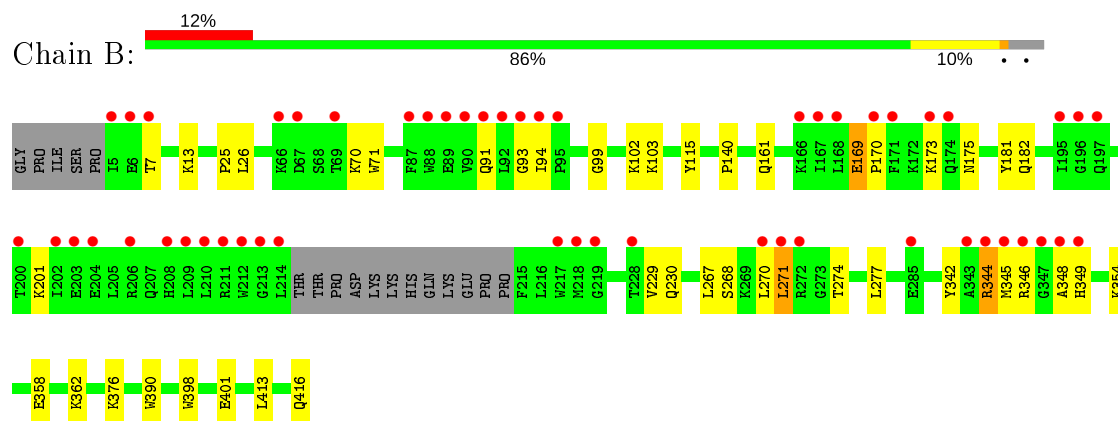 12%
Chain B:
86% 10% • •
GLY PRO ILE SER PRO I5 E6 T7 K13 P25 L26 K66 D67 S68 T69 K70 W71 F87 W88 E89 V90 Q91 L92 G93 I94 P95 G99 K102 K103 Y115 P140 Q161 K166 I167 L168 E169 P170 F171 K172 K173 Q174 N175 Y181 Q182 I195 G196 Q197
T200 K201 I202 E203 E204 L205 R206 Q207 H208 L209 L210 R211 W212 G213 L214 THR THR PRO ASP LYS LYS HIS GLN LYS GLU PRO PRO F215 L216 W217 M218 G219 T228 V229 Q230 L267 S268 K269 L270 L271 R272 G273 T274 L277 E285 Y342 A343 R344 M345 R346 G347 A348 H349 K354
E358 K362 K376 W390 W398 E401 L413 Q416